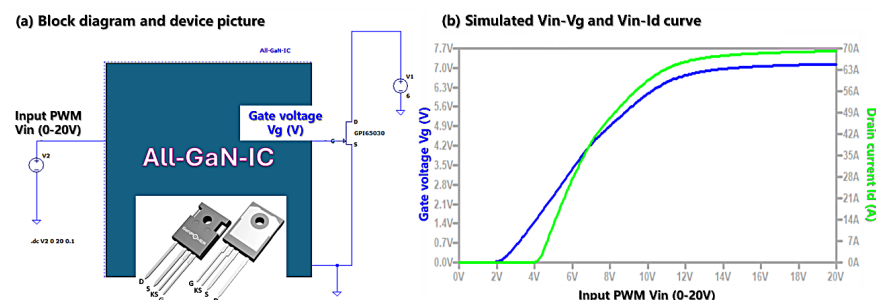 (a) Block diagram and device picture
All-GaN-IC
V1
6
Input PWM
Vin (0-20V)
Gate voltage
Vg (V)
D
GPI65030
G
S
V2
All-GaN-IC
.dc V2 0 20 0.1
D
S
KS
G
G
KS
S
(b) Simulated Vin-Vg and Vin-Id curve
Gate voltage Vg (V)
7.7V
7.0V
6.3V
5.6V
4.9V
4.2V
3.5V
2.8V
2.1V
1.4V
0.7V
0.0V
70A
63A
56A
49A
42A
35A
28A
21A
14A
7A
0A
Drain current Id (A)
0V 2V 4V 6V 8V 10V 12V 14V 16V 18V 20V
Input PWM Vin (0-20V)